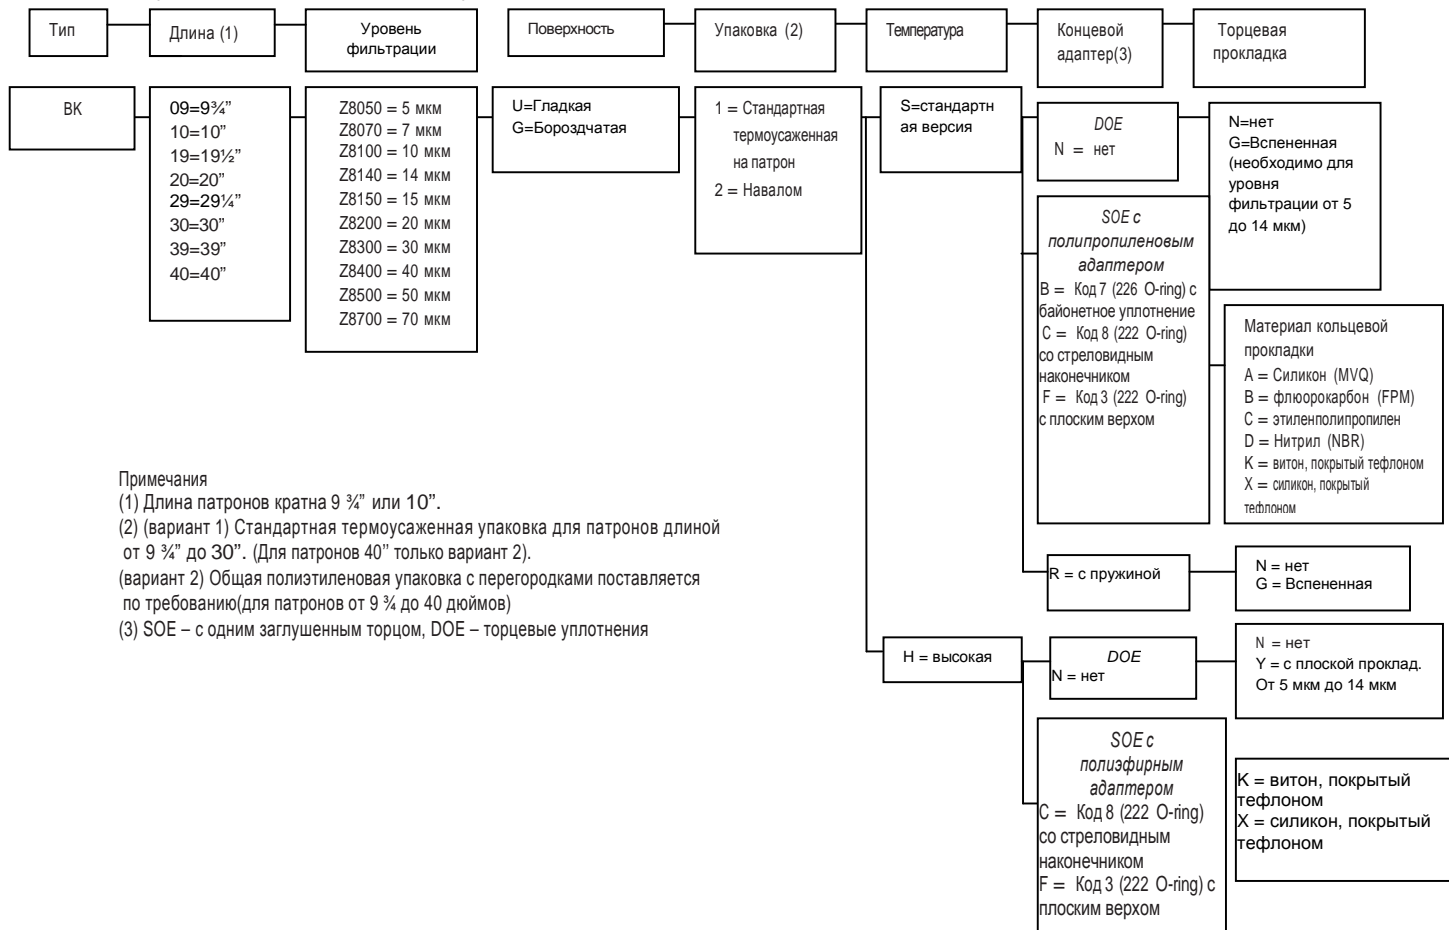 Тип
Длина (1)
Уровень
фильтрации
Поверхность
Упаковка (2)
Температура
Концевой
адаптер(3)
Торцевая
прокладка
BK
09=9¾”
10=10”
19=19½”
20=20”
29=29¼”
30=30”
39=39”
40=40”
Z8050 = 5 мкм
Z8070 = 7 мкм
Z8100 = 10 мкм
Z8140 = 14 мкм
Z8150 = 15 мкм
Z8200 = 20 мкм
Z8300 = 30 мкм
Z8400 = 40 мкм
Z8500 = 50 мкм
Z8700 = 70 мкм
U=Гладкая
G=Бороздчатая
1 = Стандартная
термоусаженная
на патрон
2 = Навалом
S=стандартн
ая версия
DOE
N = нет
N=нет
G=Вспененная
(необходимо для
уровня
фильтрации от 5
до 14 мкм)
SOE с
полипропиленовым
адаптером
B = Код 7 (226 O-ring) с
байонетное уплотнение
C = Код 8 (222 O-ring)
со стреловидным
наконечником
F = Код 3 (222 O-ring)
с плоским верхом
Материал кольцевой
прокладки
A = Силикон (MVQ)
B = флюорокарбон (FPM)
C = этиленполипропилен
D = Нитрил (NBR)
K = витон, покрытый тефлоном
X = силикон, покрытый
тефлоном
R = с пружиной
N = нет
G = Вспененная
H = высокая
DOE
N = нет
N = нет
Y = с плоской проклад.
От 5 мкм до 14 мкм
SOE с
полиэфирным
адаптером
C = Код 8 (222 O-ring)
со стреловидным
наконечником
F = Код 3 (222 O-ring) с
плоским верхом
K = витон, покрытый
тефлоном
X = силикон, покрытый
тефлоном
Примечания
(1) Длина патронов кратна 9 ¾” или 10”.
(2) (вариант 1) Стандартная термоусаженная упаковка для патронов длиной
от 9 ¾” до 30”. (Для патронов 40” только вариант 2).
(вариант 2) Общая полиэтиленовая упаковка с перегородками поставляется
по требованию(для патронов от 9 ¾ до 40 дюймов)
(3) SOE – с одним заглушенным торцом, DOE – торцевые уплотнения